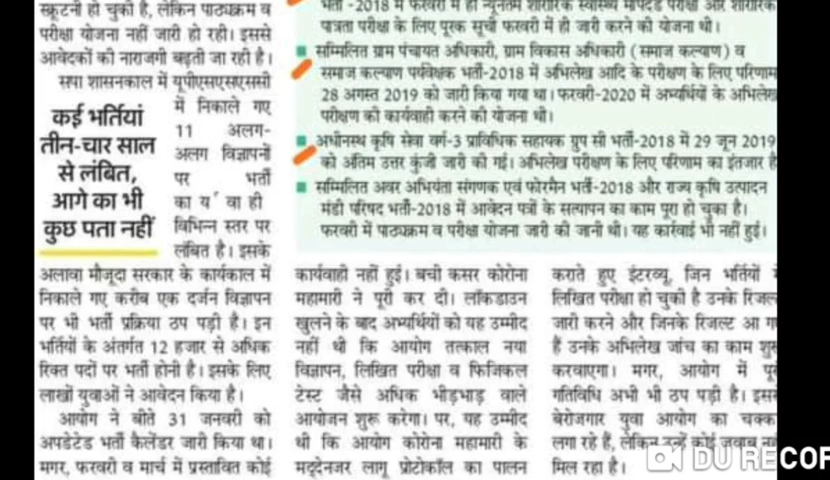 स्क्रूटनी हो चुकी है, लेकिन पाठ्यक्रम व
परीक्षा योजना नहीं जारी हो रही। इससे
आवेदकों की नाराजगी बढ़ती जा रही है।
सपा शासनकाल में यूपीएसएसएससी
में निकाले गए
11 अलग-
अलग विज्ञापनों
पर भर्ती
का य वा ही
विभिन्न स्तर पर
लंबित है। इसके
कई भर्तियां
तीन-चार साल
से लंबित,
आगे का भी
कुछ पता नहीं
अलावा मौजूदा सरकार के कार्यकाल में
निकाले गए करीब एक दर्जन विज्ञापन
पर भी भर्ती प्रक्रिया ठप पड़ी है। इन
भर्तियों के अंतर्गत 12 हजार से अधिक
रिक्त पदों पर भर्ती होनी है। इसके लिए
लाखों युवाओं ने आवेदन किया है।
आयोग ने बीते 31 जनवरी को
अपडेटेड भर्ती कैलेंडर जारी किया था।
मगर, फरवरी व मार्च में प्रस्तावित कोई
भर्ती -2018 में फरवरी में ही न्यूनतम शारीरिक स्वास्थ्य मापदंड परीक्षा और शारीरिक
पात्रता परीक्षा के लिए पूरक सूची फरवरी में ही जारी करने की योजना थी।
सम्मिलित ग्राम पंचायत अधिकारी, ग्राम विकास अधिकारी (समाज कल्याण) व
समाज कल्याण पर्यवेक्षक भर्ती-2018 में अभिलेख आदि के परीक्षण के लिए परिणाम
28 अगस्त 2019 को जारी किया गया था। फरवरी-2020 में अभ्यर्थियों के अभिलेख
परीक्षण की कार्यवाही करने की योजना थी।
अधीनस्थ कृषि सेवा वर्ग-3 प्राविधिक सहायक ग्रुप सी भर्ती-2018 में 29 जून 2019
को अंतिम उत्तर कुंजी जारी की गई। अभिलेख परीक्षण के लिए परिणाम का इंतजार है
सम्मिलित अवर अभियंता संगणक एवं फोरमैन भर्ती-2018 और राज्य कृषि उत्पादन
मंडी परिषद भर्ती-2018 में आवेदन पत्रों के सत्यापन का काम पूरा हो चुका है।
फरवरी में पाठ्यक्रम व परीक्षा योजना जारी की जानी थी। यह कार्रवाई भी नहीं हुई।
कार्यवाही नहीं हुई। बची कसर कोरोना
महामारी ने पूरी कर दी। लॉकडाउन
खुलने के बाद अभ्यर्थियों को यह उम्मीद
नहीं थी कि आयोग तत्काल नया
विज्ञापन, लिखित परीक्षा व फिजिकल
टेस्ट जैसे अधिक भीड़भाड़ वाले
आयोजन शुरू करेगा। पर, यह उम्मीद
थी कि आयोग कोरोना महामारी के
मद्देनजर लागू प्रोटोकॉल का पालन
कराते हुए इंटरव्यू, जिन भर्तियों
लिखित परीक्षा हो चुकी है उनके रिजल्ट
जारी करने और जिनके रिजल्ट आ गए
हैं उनके अभिलेख जांच का काम शुरू
करवाएगा। मगर, आयोग में पूरी
गतिविधि अभी भी ठप पड़ी है। इससे
बेरोजगार युवा आयोग का चक्कर
लगा रहे हैं, लेकिन उन्हें कोई जवाब नहीं
मिल रहा है।
DU RECOR